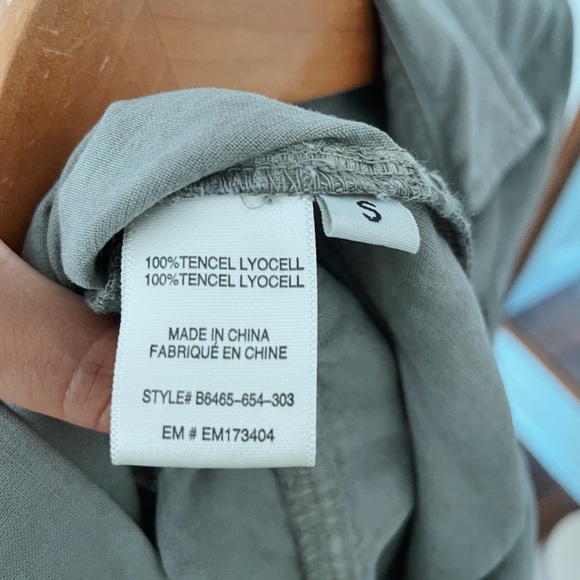 S
100%TENCEL LYOCELL
100%TENCEL LYOCELL
MADE IN CHINA
FABRIQUÉ EN CHINE
STYLE# B6465-654-303
EM # EM173404